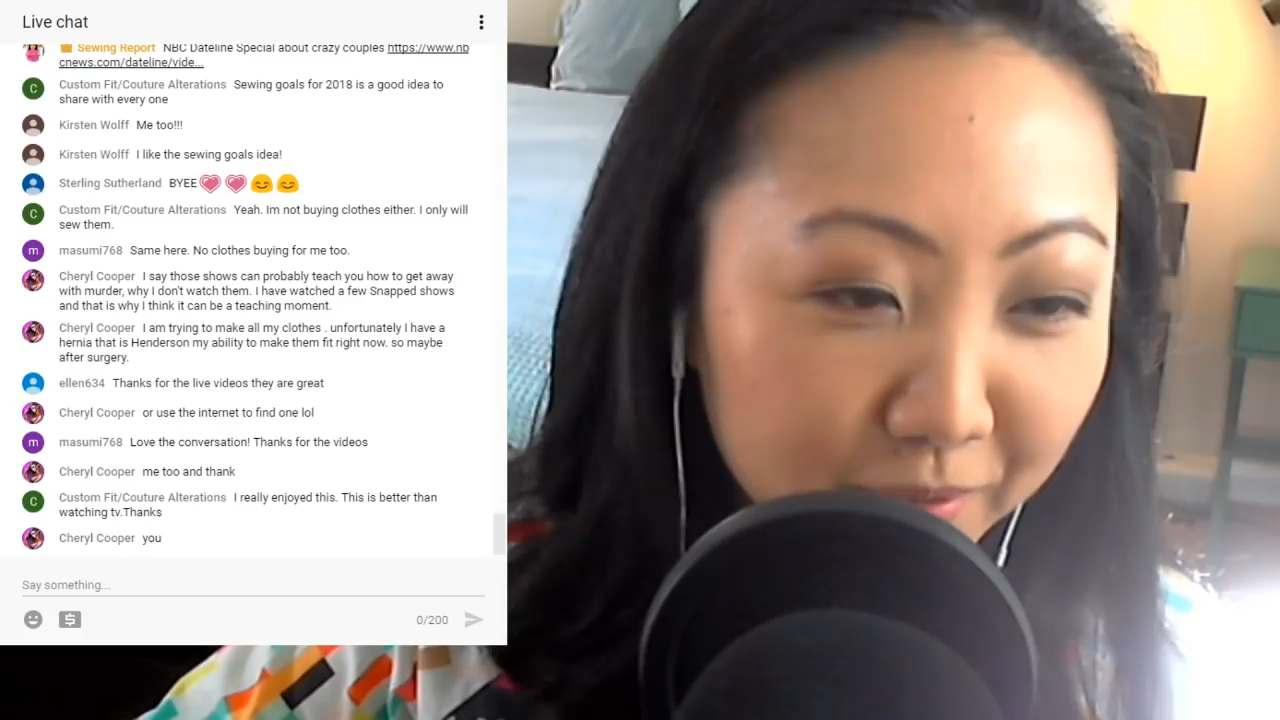 Live chat
Sewing Report NBC Dateline Special about crazy couples https://www.nb
cnews.com/dateline/vide...
C Custom Fit/Couture Alterations Sewing goals for 2018 is a good idea to
share with every one
Kirsten Wolff Me too!!!
Kirsten Wolff I like the sewing goals idea!
Sterling Sutherland BYEE
C Custom Fit/Couture Alterations Yeah. Im not buying clothes either. I only will
sew them.
m masumi768 Same here. No clothes buying for me too.
Cheryl Cooper I say those shows can probably teach you how to get away
with murder, why I don't watch them. I have watched a few Snapped shows
and that is why I think it can be a teaching moment.
Cheryl Cooper I am trying to make all my clothes . unfortunately I have a
hernia that is Henderson my ability to make them fit right now. so maybe
after surgery.
ellen634 Thanks for the live videos they are great
Cheryl Cooper or use the internet to find one lol
m masumi768 Love the conversation! Thanks for the videos
Cheryl Cooper me too and thank
C Custom Fit/Couture Alterations I really enjoyed this. This is better than
watching tv.Thanks
Cheryl Cooper you
Say something...
$ 0/200